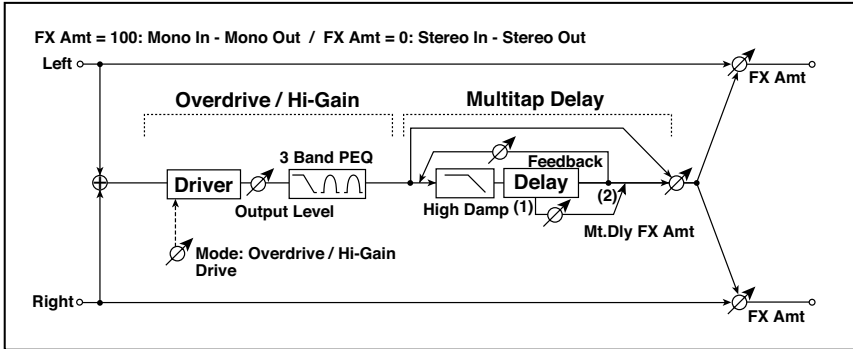 FX Amt = 100: Mono In - Mono Out / FX Amt = 0: Stereo In - Stereo Out
Left
FX Amt
Overdrive / Hi-Gain
Multitap Delay
3 Band PEQ
Feedback
Driver
Delay
Output Level
High Damp
(1)
(2)
Mt.Dly FX Amt
Mode: Overdrive / Hi-Gain
Drive
Right
FX Amt